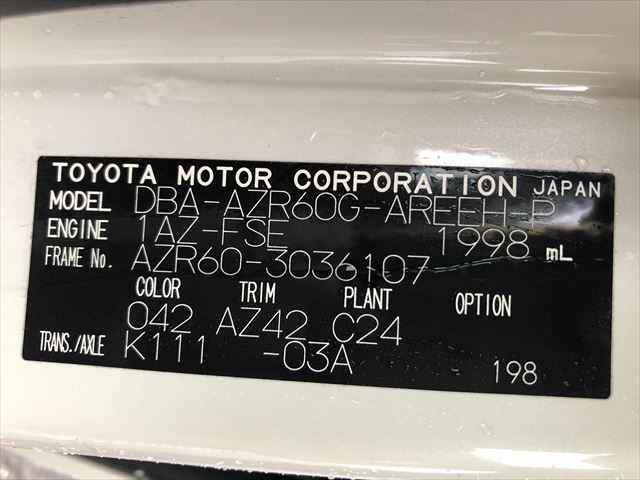 TOYOTA MOTOR CORPORATION JAPAN
MODEL DBA-AZR60G-AREEH-P
ENGINE 1AZ-FSE 1998 mL
FRAME No. AZR60-3036107
COLOR TRIM PLANT OPTION
042 AZ42 C24
TRANS./AXLE K111 -03A
198